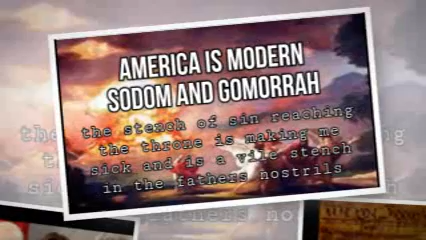 AMERICA IS MODERN
SODOM AND GOMORRAH
the stench of sin reaching
the throne is making me
sick and is a vile stench
in the fathers nostrils